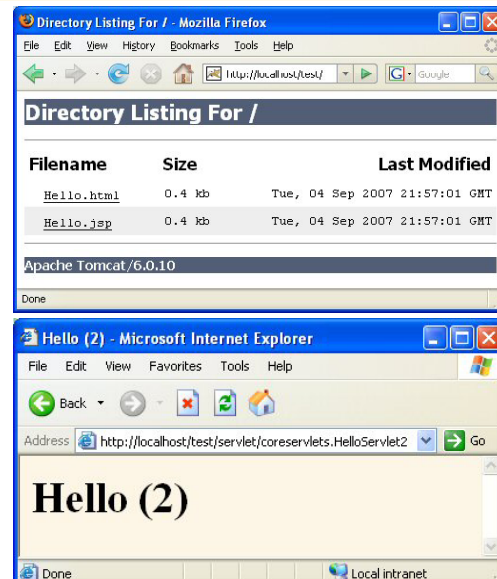 Directory Listing For / - Mozilla Firefox
File Edit View History Bookmarks Tools Help
http://localhost/test/ G Google
Directory Listing For /
Filename Size Last Modified
Hello.html 0.4 kb Tue, 04 Sep 2007 21:57:01 GMT
Hello.jsp 0.4 kb Tue, 04 Sep 2007 21:57:01 GMT
Apache Tomcat/6.0.10
Done
Hello (2) - Microsoft Internet Explorer
File Edit View Favorites Tools Help
Back
Address http://localhost/test/servlet/coreservlets.HelloServlet2 Go
Hello (2)
Done Local intranet